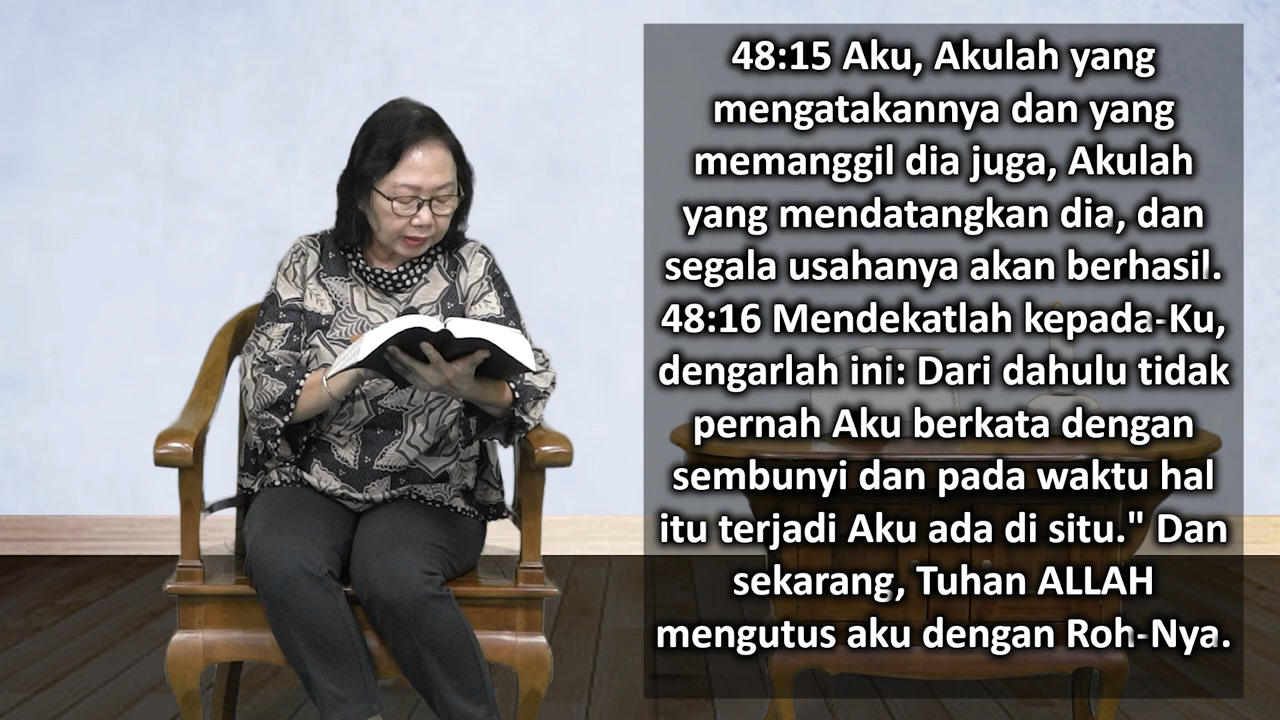 48:15 Aku, Akulah yang
mengatakannya dan yang
memanggil dia juga, Akulah
yang mendatangkan dia, dan
segala usahanya akan berhasil.
48:16 Mendekatlah kepada-Ku,
dengarlah ini: Dari dahulu tidak
pernah Aku berkata dengan
sembunyi dan pada waktu hal
itu terjadi Aku ada di situ." Dan
sekarang, Tuhan ALLAH
mengutus aku dengan Roh-Nya.